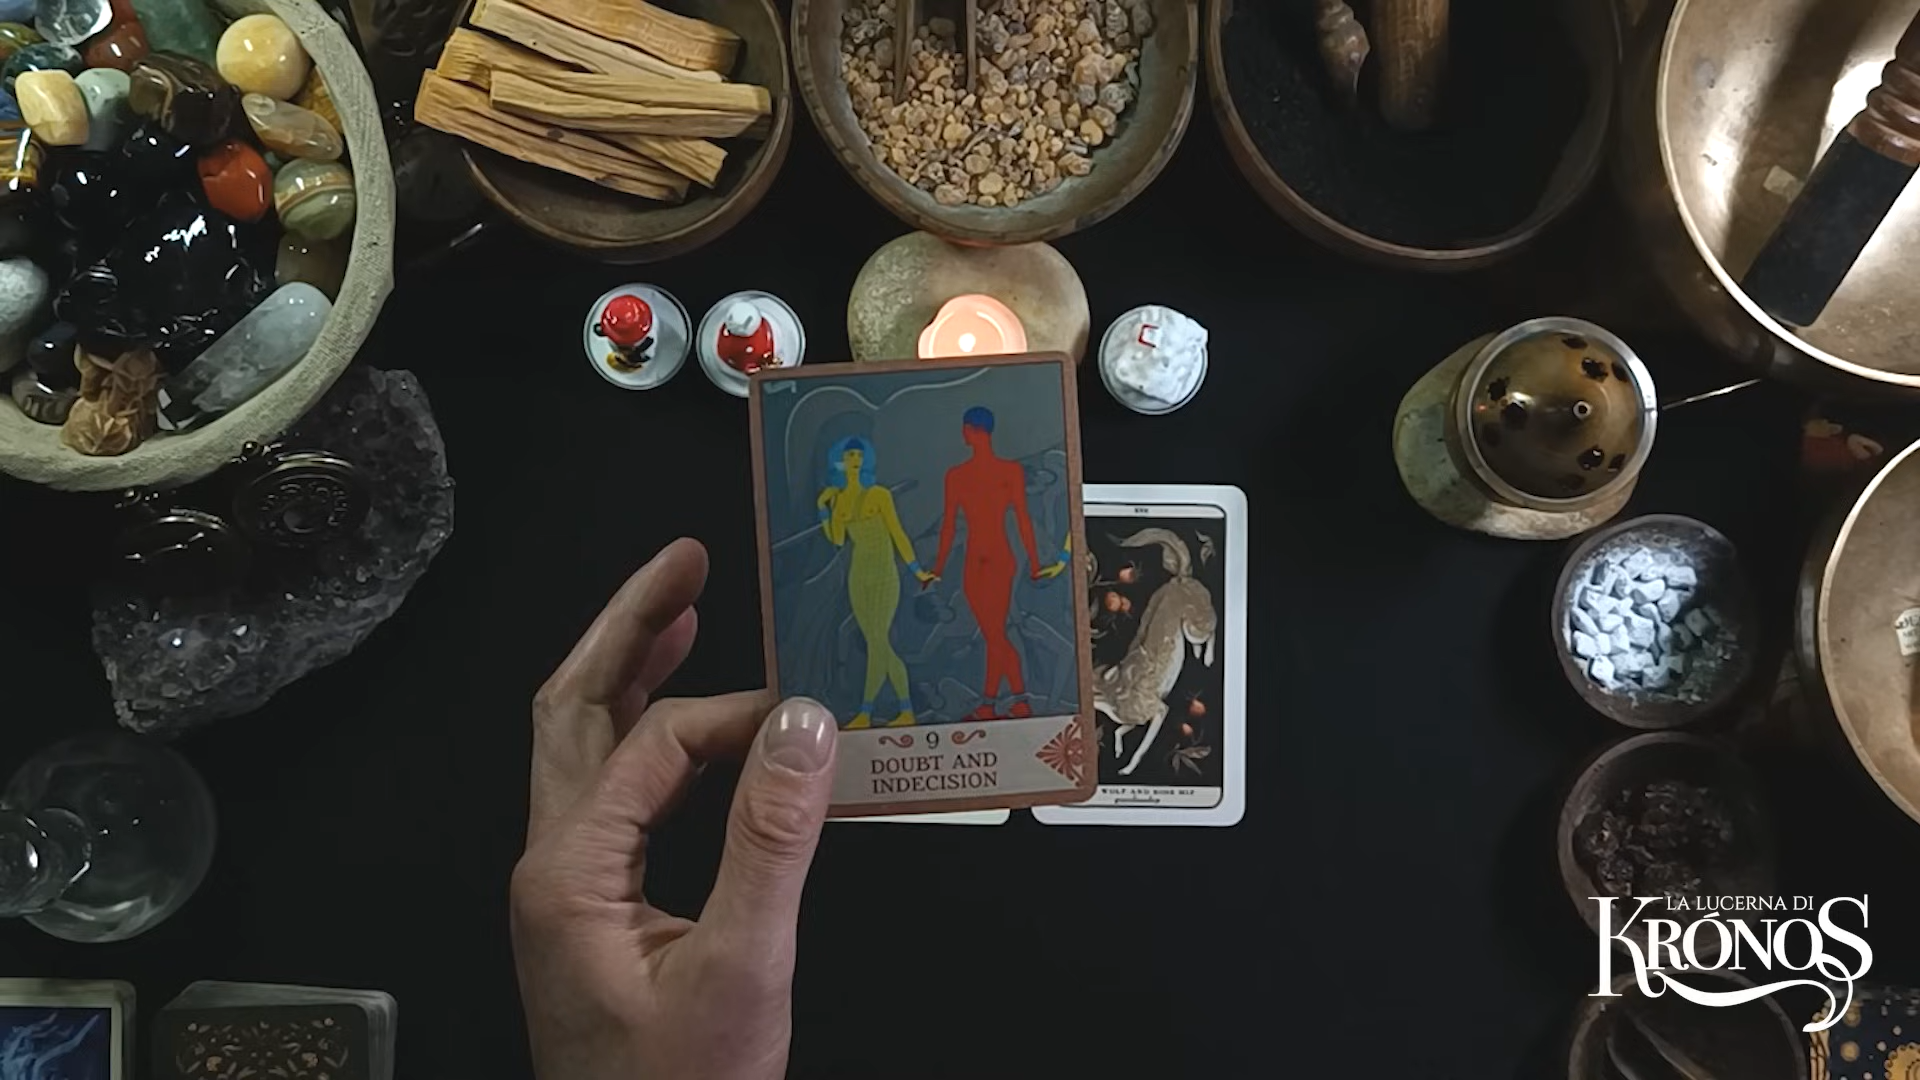 9
DOUBT AND
INDECISION
WOLF AND ROSE HIP
LA LUCERNA DI
KRÓNOS